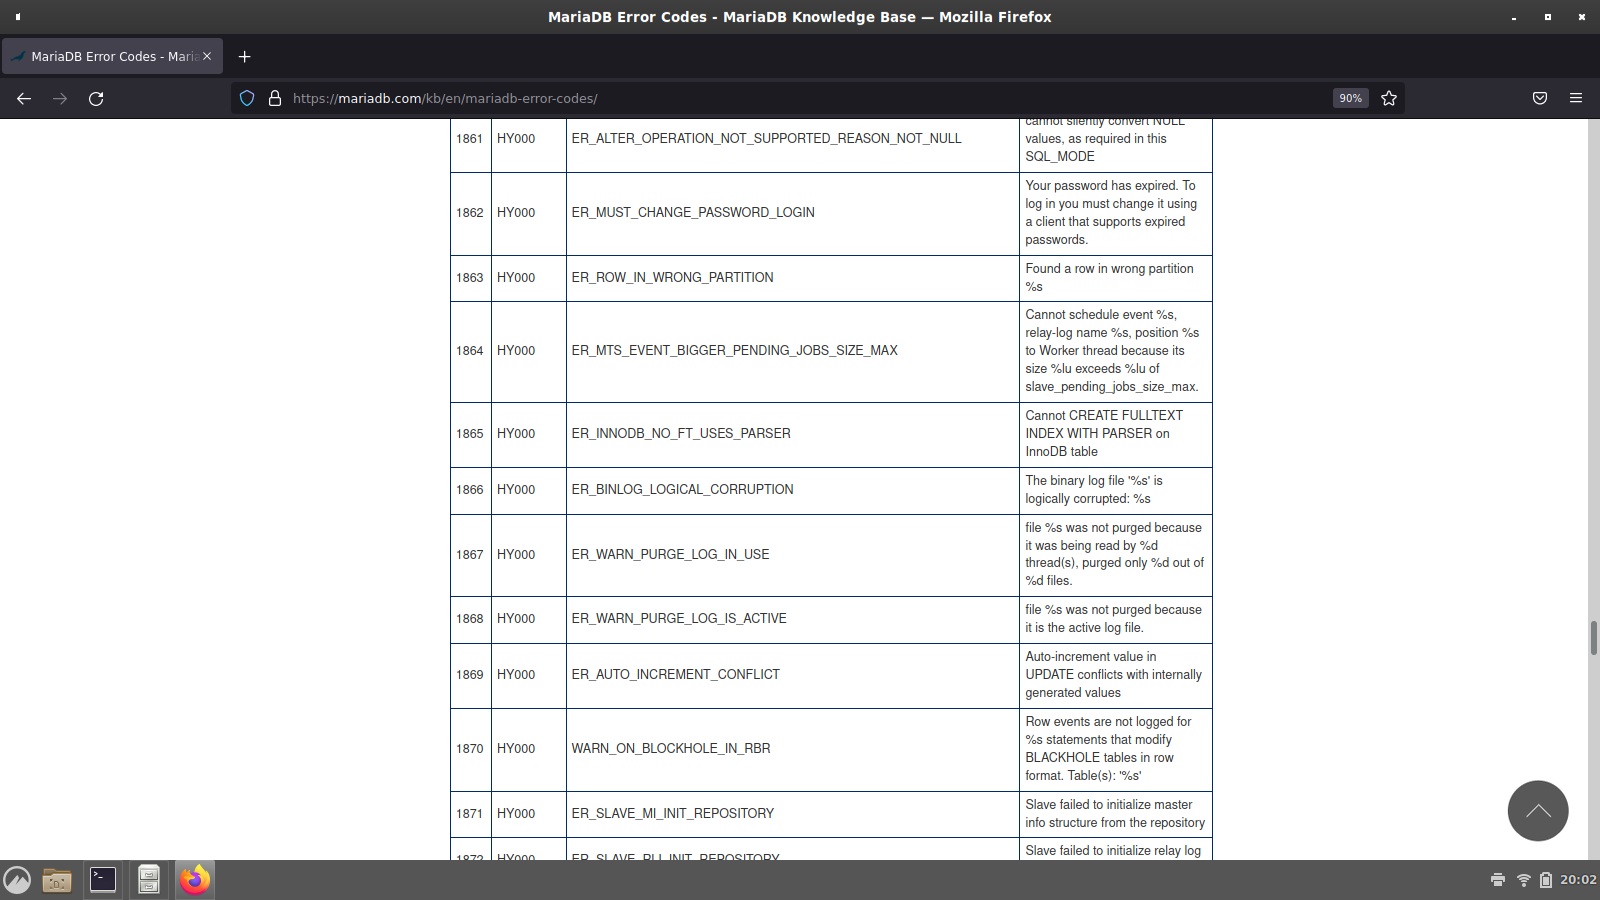 MariaDB Error Codes - MariaDB Knowledge Base — Mozilla Firefox
MariaDB Error Codes - Maria
https://mariadb.com/kb/en/mariadb-error-codes/
90%
cannot silently convert NULL
1861 HY000 ER_ALTER_OPERATION_NOT_SUPPORTED_REASON_NOT_NULL values, as required in this
SQL_MODE
Your password has expired. To
log in you must change it using
1862 HY000 ER_MUST_CHANGE_PASSWORD_LOGIN
a client that supports expired
passwords.
Found a row in wrong partition
1863 HY000 ER_ROW_IN_WRONG_PARTITION
%s
Cannot schedule event %s,
relay-log name %s, position %s
1864 HY000 ER_MTS_EVENT_BIGGER_PENDING_JOBS_SIZE_MAX to Worker thread because its
size %lu exceeds %lu of
slave_pending_jobs_size_max.
Cannot CREATE FULLTEXT
1865 HY000 ER_INNODB_NO_FT_USES_PARSER INDEX WITH PARSER on
InnoDB table
The binary log file '%s' is
1866 HY000 ER_BINLOG_LOGICAL_CORRUPTION
logically corrupted: %s
file %s was not purged because
it was being read by %d
1867 HY000 ER_WARN_PURGE_LOG_IN_USE
thread(s), purged only %d out of
%d files.
file %s was not purged because
1868 HY000 ER_WARN_PURGE_LOG_IS_ACTIVE
it is the active log file.
Auto-increment value in
1869 HY000 ER_AUTO_INCREMENT_CONFLICT UPDATE conflicts with internally
generated values
Row events are not logged for
%s statements that modify
1870 HY000 WARN_ON_BLOCKHOLE_IN_RBR
BLACKHOLE tables in row
format. Table(s): '%s'
Slave failed to initialize master
1871 HY000 ER_SLAVE_MI_INIT_REPOSITORY
info structure from the repository
Slave failed to initialize relay log
1872 HY000 ER_SLAVE_RLI_INIT_REPOSITORY
20:02